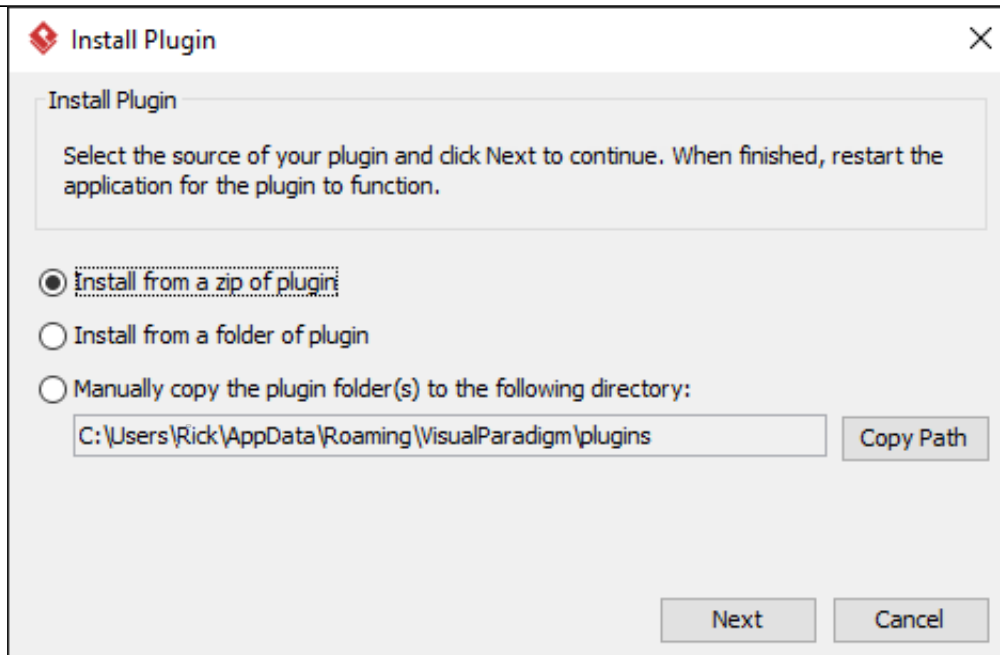 Install Plugin
Install Plugin
Select the source of your plugin and click Next to continue. When finished, restart the
application for the plugin to function.
Install from a zip of plugin
Install from a folder of plugin
Manually copy the plugin folder(s) to the following directory:
C:\Users\Rick\AppData\Roaming\VisualParadigm\plugins
Copy Path
Next
Cancel